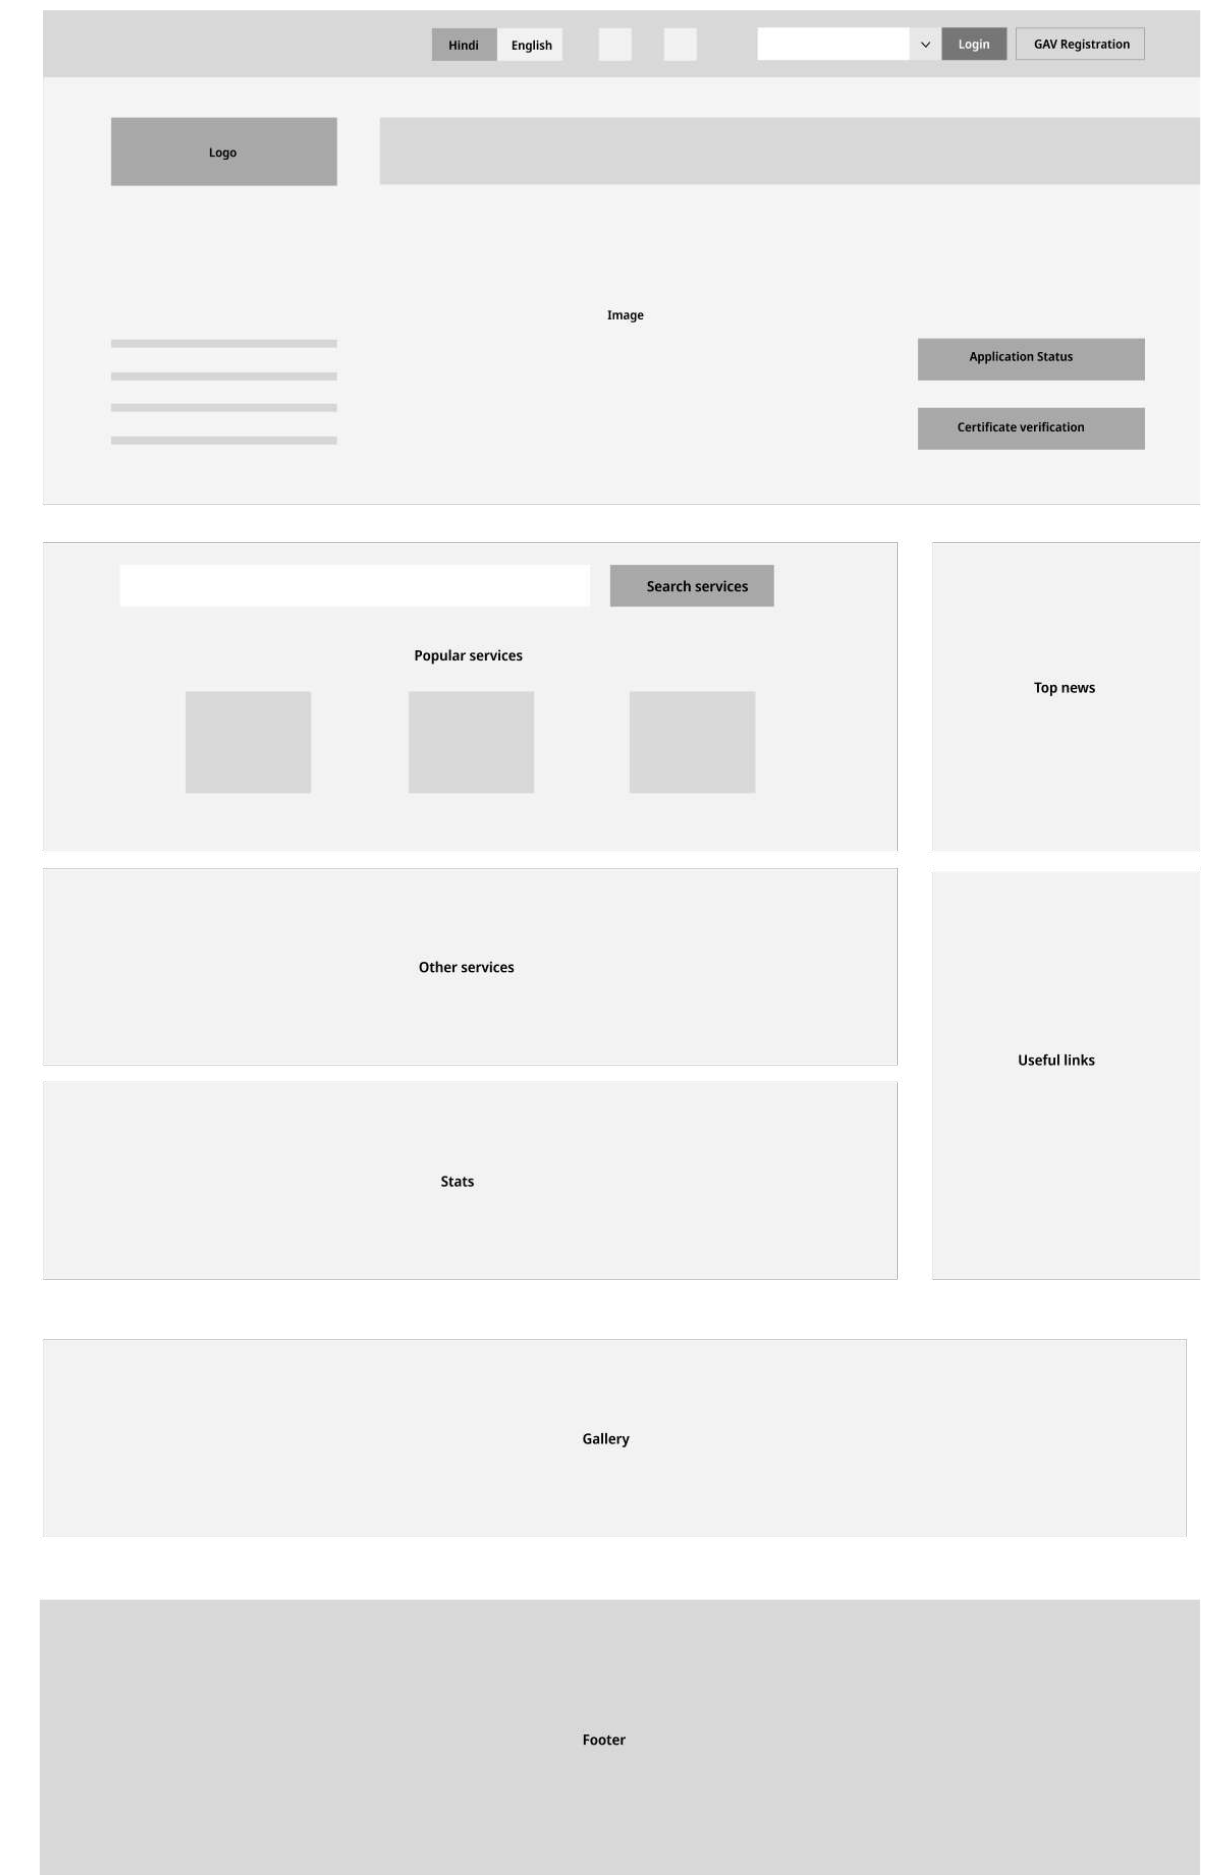 Hindi
English
Login
GAV Registration
Logo
Image
Application Status
Certificate verification
Search services
Popular services
Top news
Other services
Useful links
Stats
Gallery
Footer